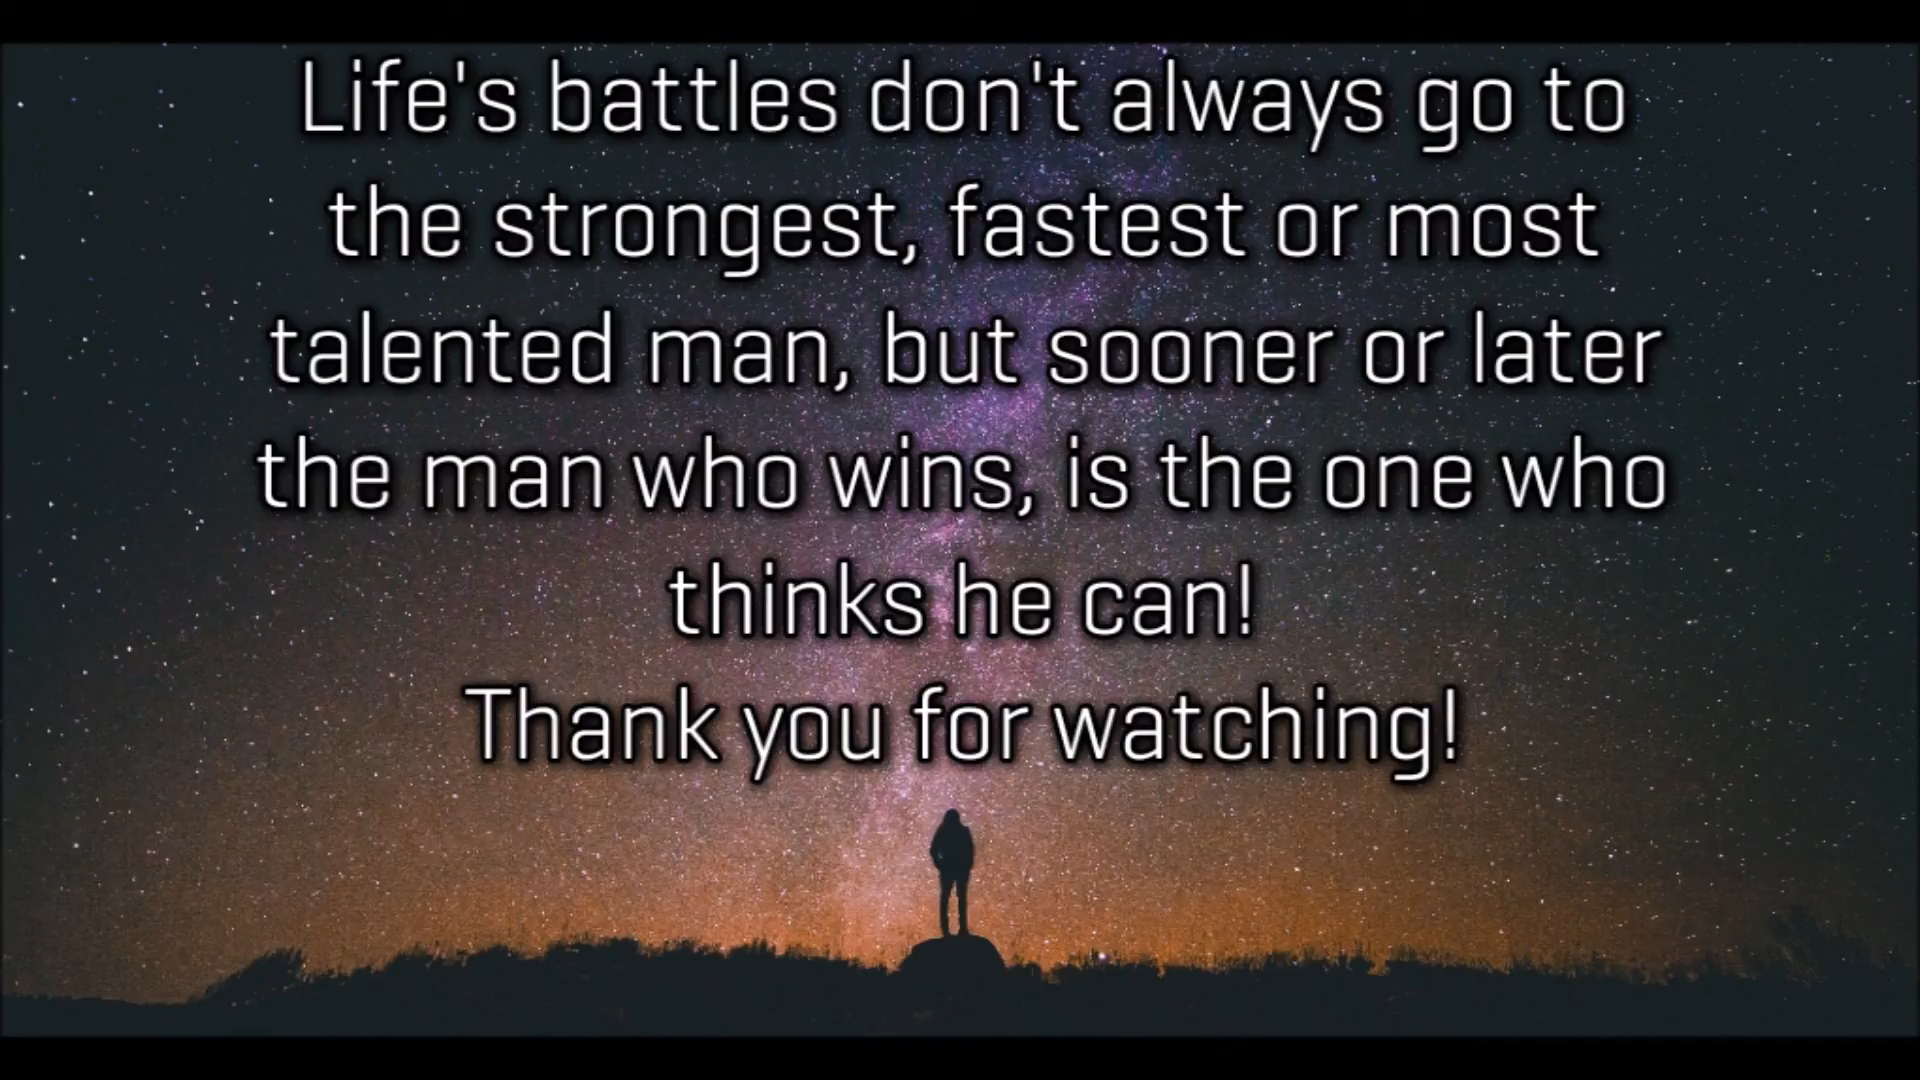 Life's battles don't always go to
the strongest, fastest or most
talented man, but sooner or later
the man who wins, is the one who
thinks he can!
Thank you for watching!